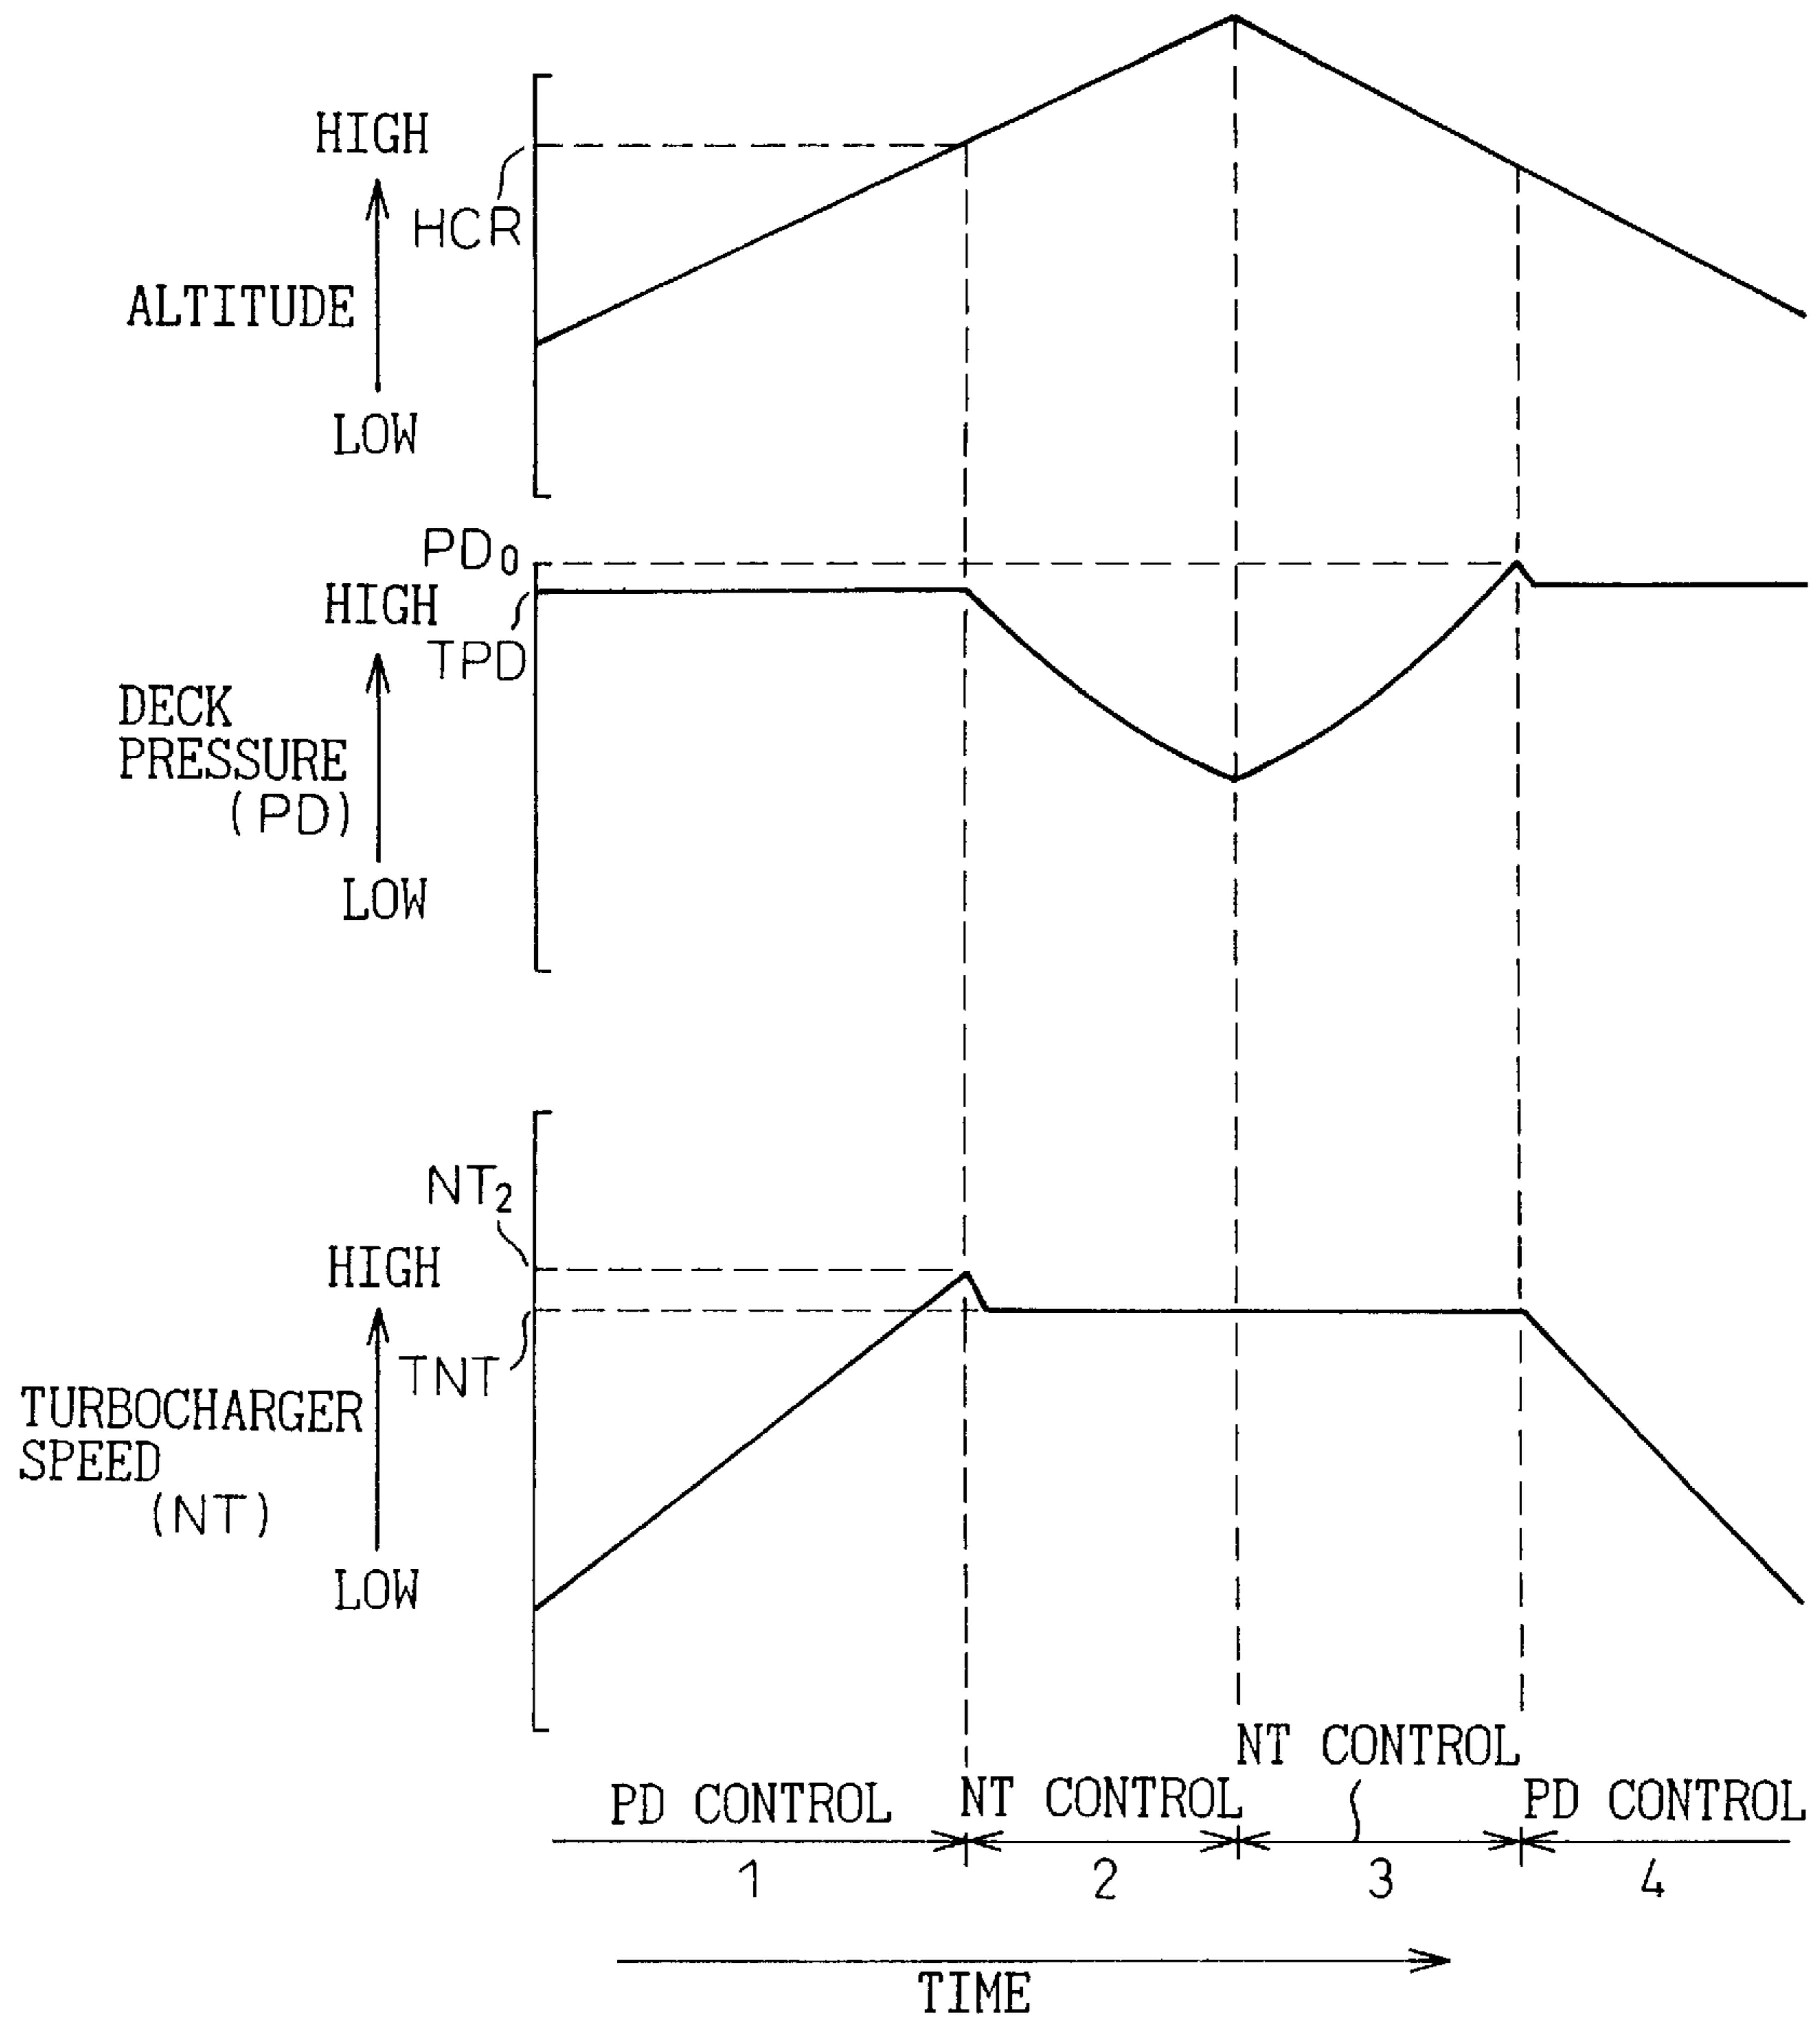 HIGH
HCR
ALTITUDE
LOW
PD0
HIGH
TPD
DECK
PRESSURE
(PD)
LOW
NT2
HIGH
TNT
TURBOCHARGER
SPEED
(NT)
LOW
NT CONTROL
PD CONTROL NT CONTROL PD CONTROL
1 2 3 4
TIME